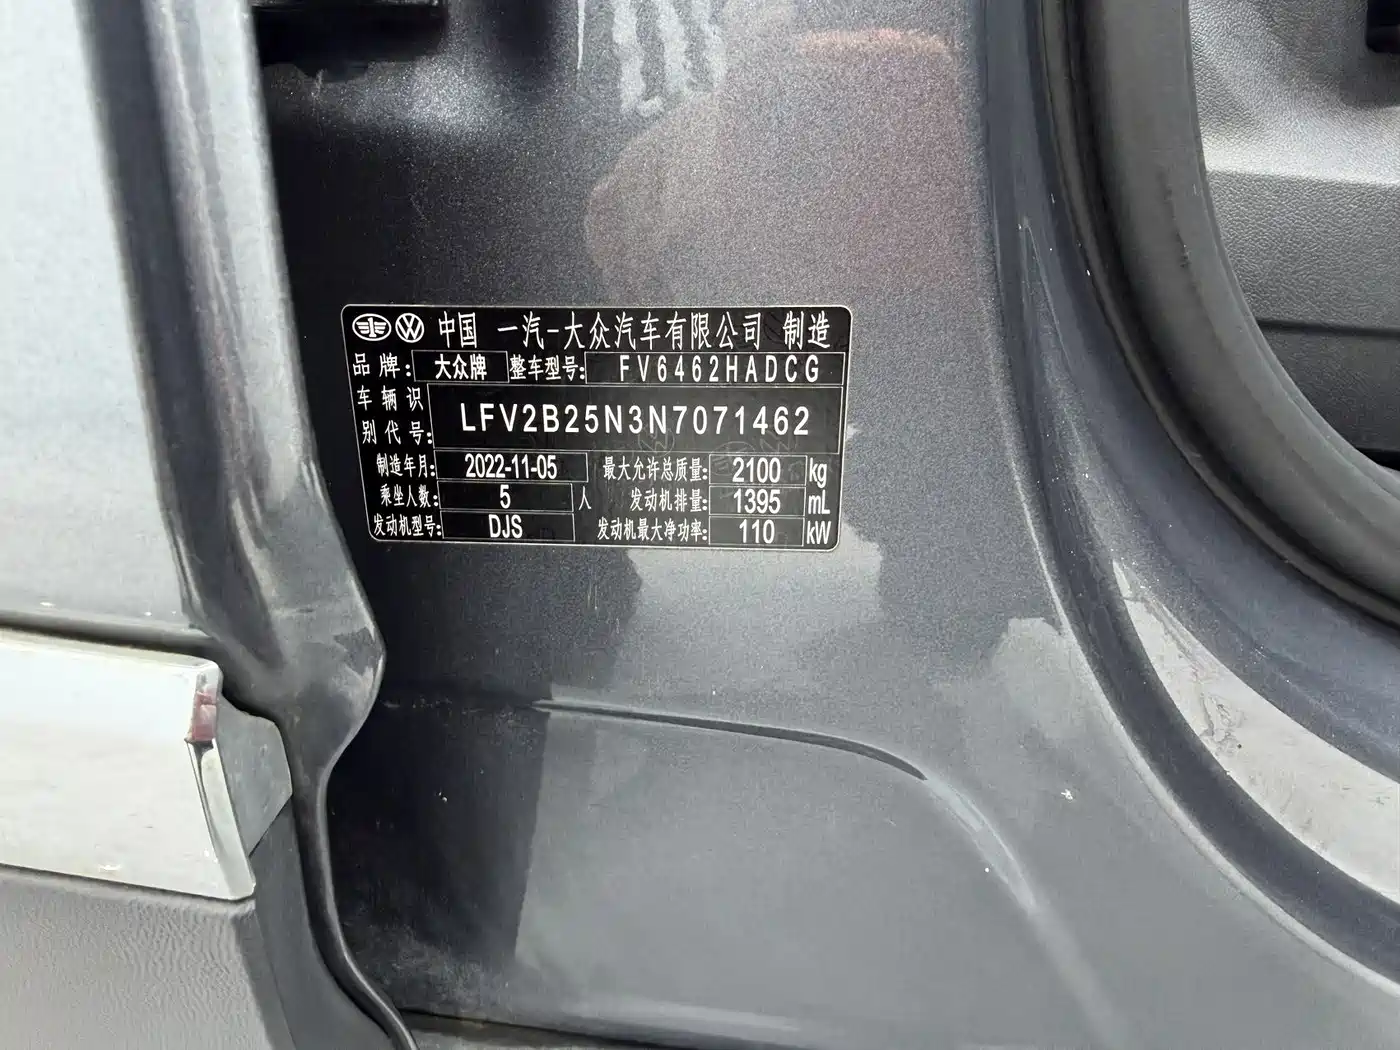 中国 一汽-大众汽车有限公司 制造
品牌: 大众牌 整车型号: FV6462HADCG
车辆识别代号: LFV2B25N3N7071462
制造年月: 2022-11-05 最大允许总质量: 2100 kg
乘坐人数: 5 人 发动机排量: 1395 mL
发动机型号: DJS 发动机最大净功率: 110 kW